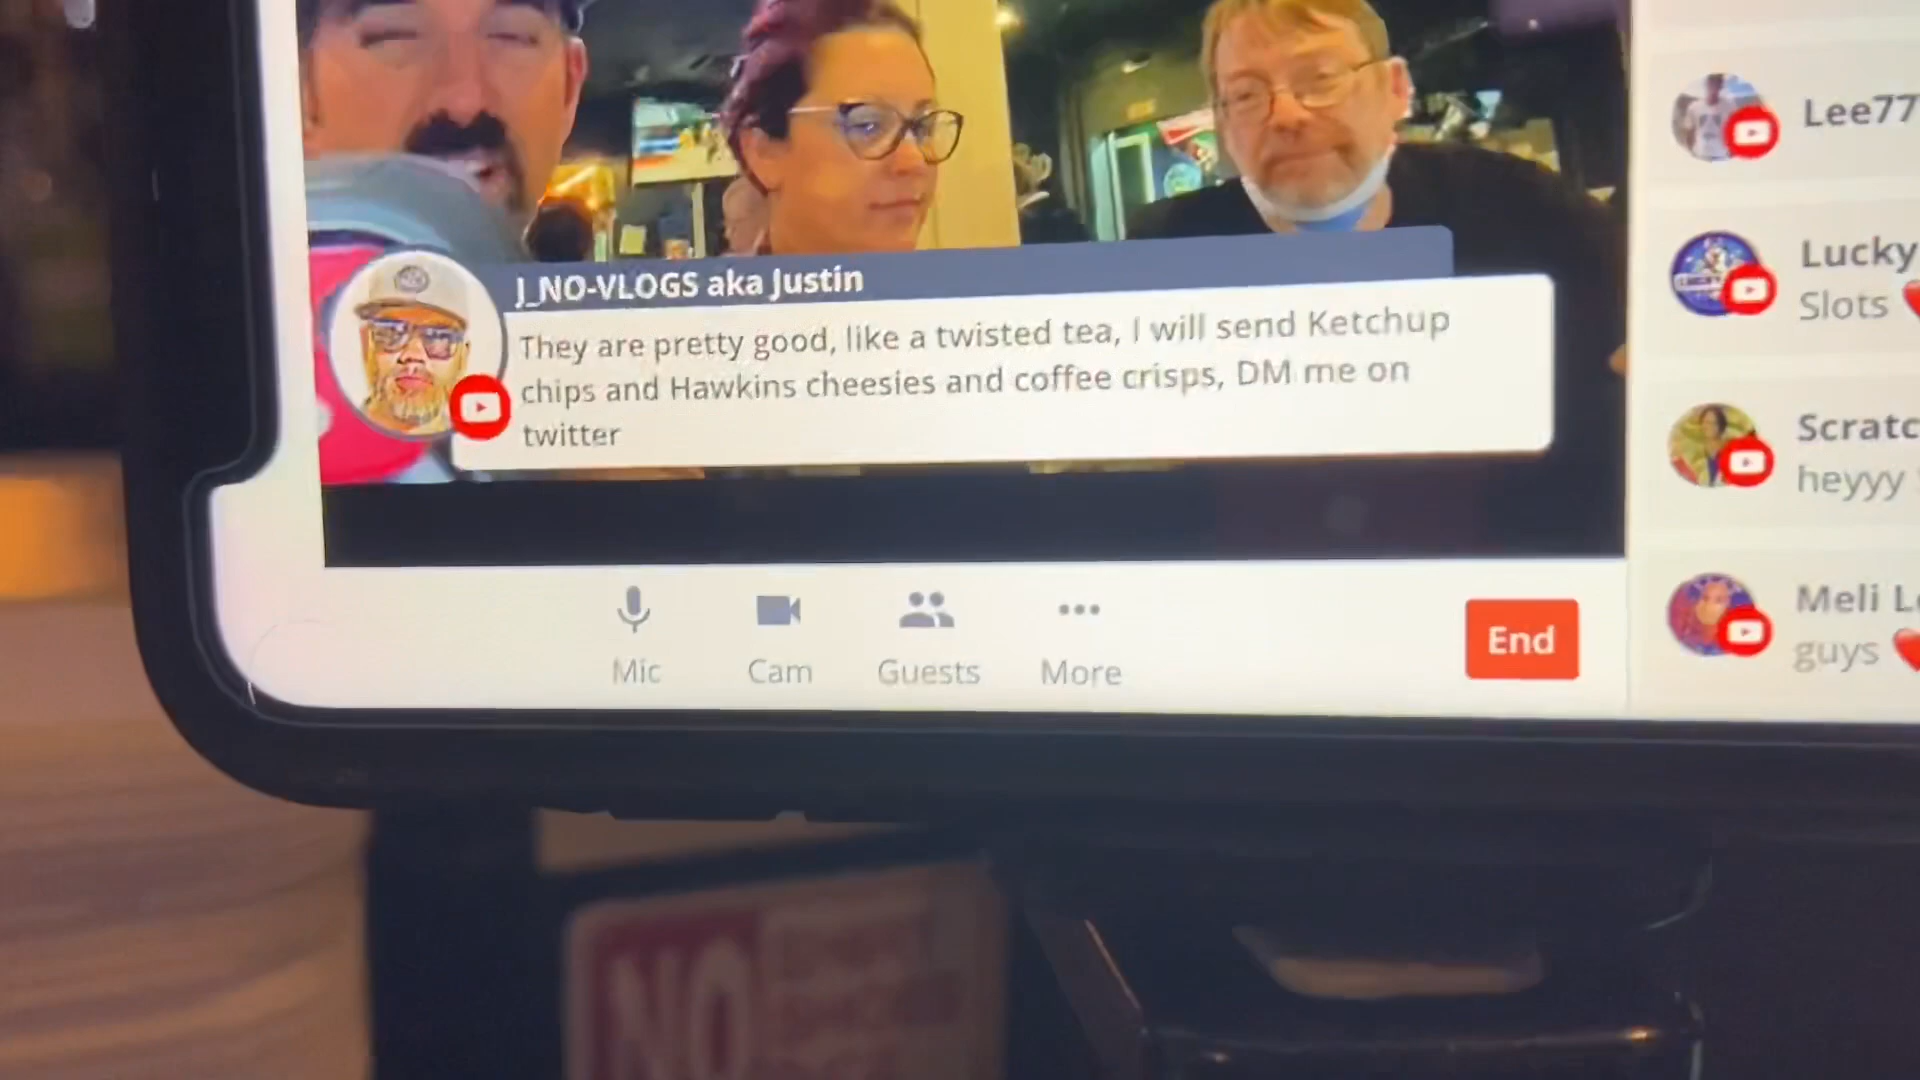 J_NO-VLOGS aka Justin
They are pretty good, like a twisted tea, I will send Ketchup
chips and Hawkins cheesies and coffee crisps, DM me on
twitter
Mic
Cam
Guests
More
End
Lee77
Lucky
Slots ❤
Scratc
heyyy
Meli L
guys ❤
NO